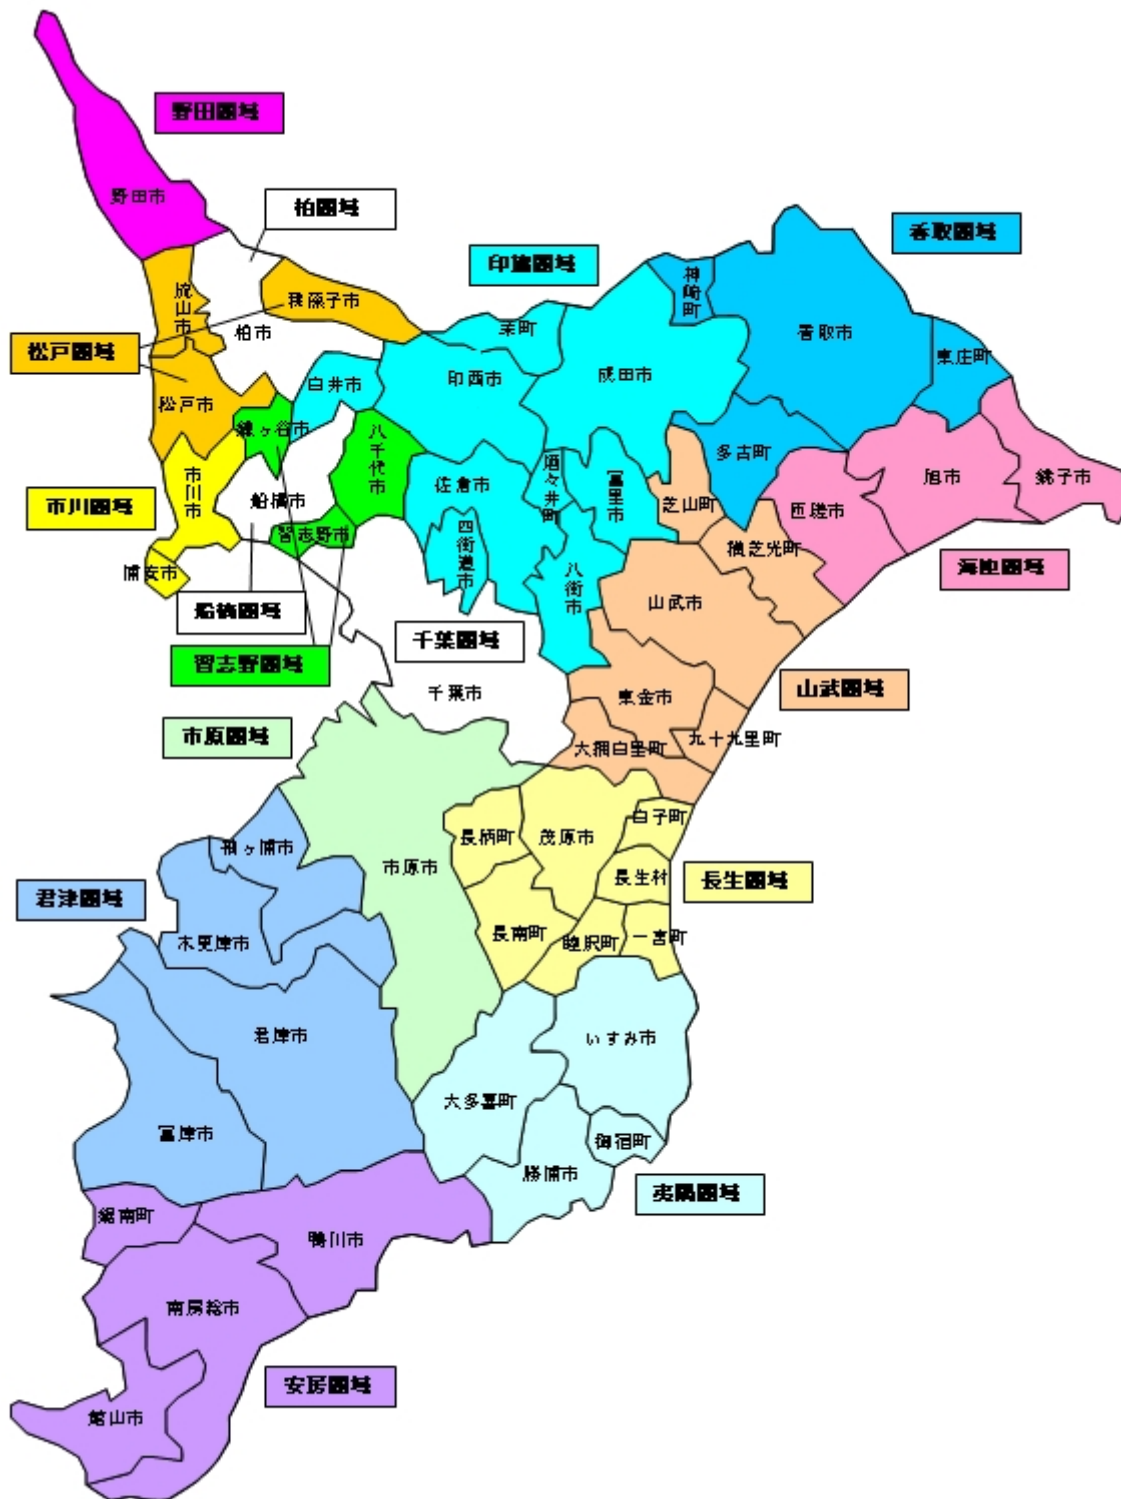 野田圏域
野田市
柏圏域
香取圏域
印旛圏域
神崎町
流山市
我孫子市
栄町
香取市
柏市
東庄町
松戸圏域
白井市
印西市
成田市
松戸市
鎌ヶ谷市
八千代市
多古町
市川市
佐倉市
酒々井町
富里市
旭市
銚子市
市川圏域
船橋市
芝山町
匝瑳市
習志野市
四街道市
横芝光町
浦安市
八街市
海匝圏域
船橋圏域
山武市
千葉圏域
習志野圏域
千葉市
東金市
山武圏域
市原圏域
大網白里町
九十九里町
白子町
袖ヶ浦市
長柄町
茂原市
市原市
長生村
長生圏域
君津圏域
木更津市
長南町
睦沢町
一宮町
君津市
いすみ市
大多喜町
富津市
御宿町
勝浦市
夷隅圏域
鋸南町
鴨川市
南房総市
安房圏域
館山市